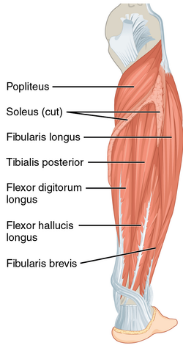 Popliteus
Soleus (cut)
Fibularis longus
Tibialis posterior
Flexor digitorum
longus
Flexor hallucis
longus
Fibularis brevis